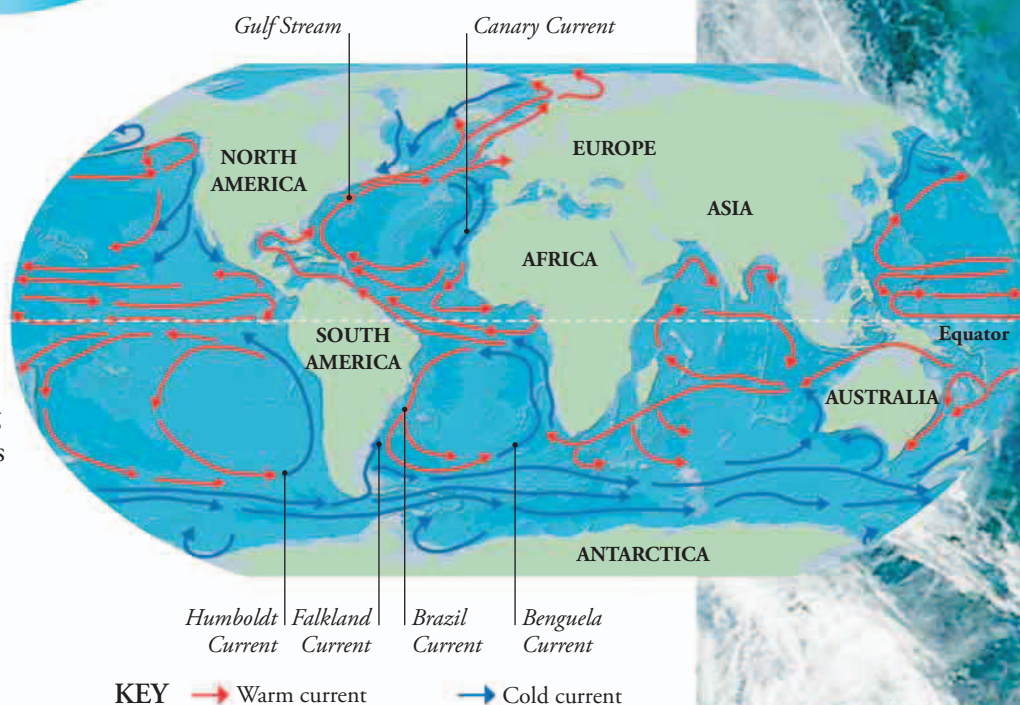 Gulf Stream
Canary Current
NORTH
AMERICA
EUROPE
ASIA
AFRICA
SOUTH
AMERICA
Equator
AUSTRALIA
ANTARCTICA
Humboldt
Current
Falkland
Current
Brazil
Current
Benguela
Current
KEY
Warm current
Cold current